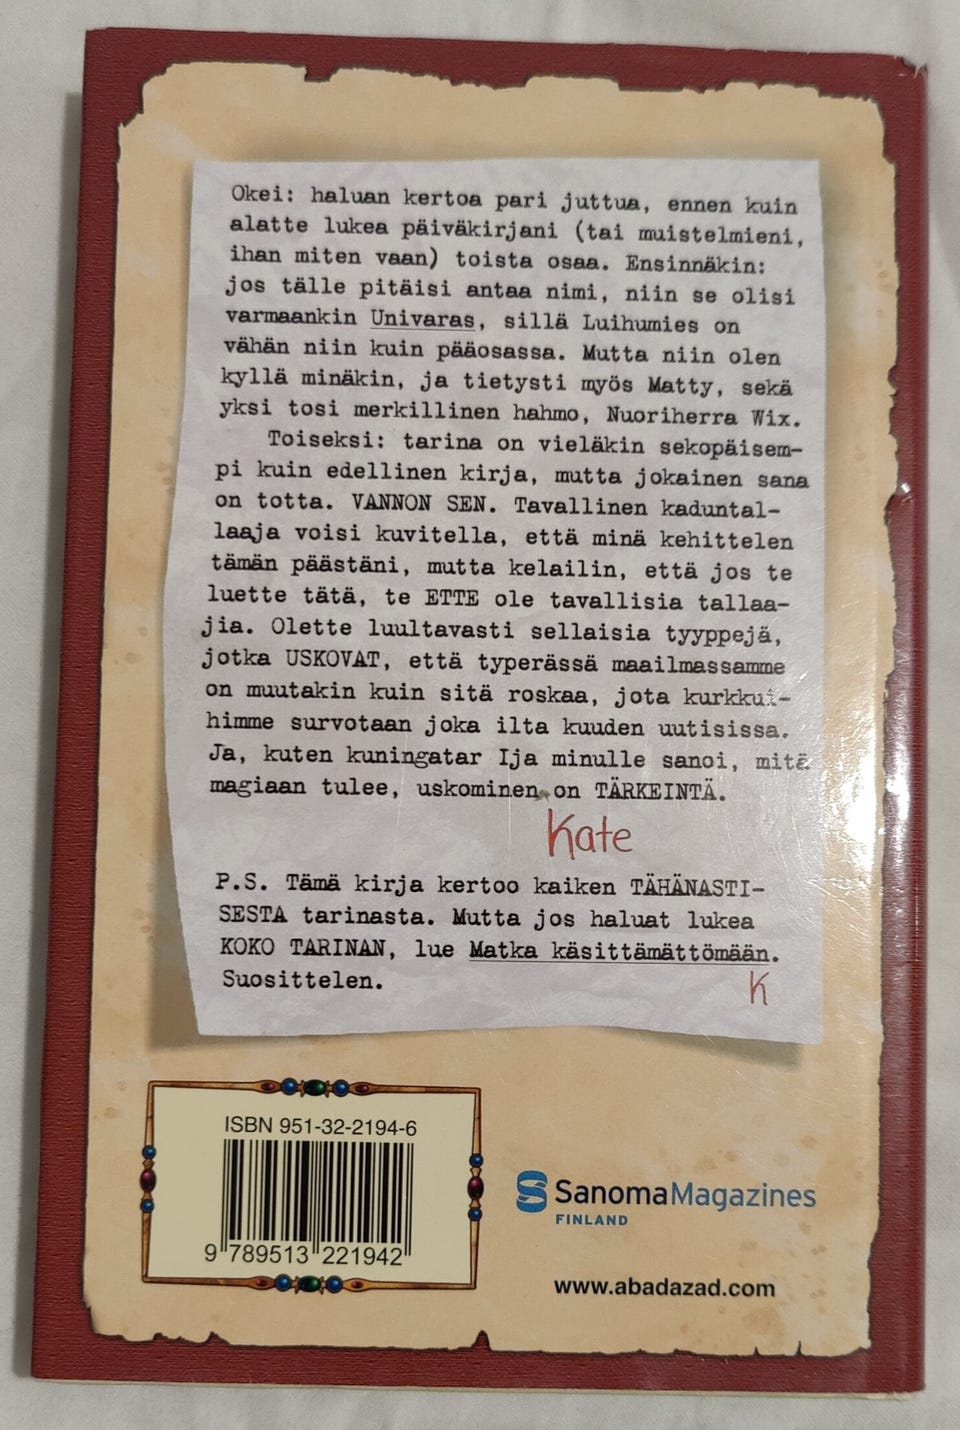 Okei: haluan kertoa pari juttua, ennen kuin
alatte lukea päiväkirjani (tai muistelmieni,
ihan miten vaan) toista osaa. Ensinnäkin:
jos tälle pitäisi antaa nimi, niin se olisi
varmaankin Univaras, sillä Luihumies on
vähän niin kuin pääosassa. Mutta niin olen
kyllä minäkin, ja tietysti myös Matty, sekä
yksi tosi merkillinen hahmo, Nuoriherra Wix.
Toiseksi: tarina on vieläkin sekopäisem-
pi kuin edellinen kirja, mutta jokainen sana
on totta. VANNON SEN. Tavallinen kaduntal-
laaja voisi kuvitella, että minä kehittelen
tämän päästäni, mutta kelailin, että jos te
luette tätä, te ETTE ole tavallisia tallaa-
jia. Olette luultavasti sellaisia tyyppejä,
jotka USKOVAT, että typerässä maailmassamme
on muutakin kuin sitä roskaa, jota kurkkui-
himme survotaan joka ilta kuuden uutisissa.
Ja, kuten kuningatar Ija minulle sanoi, mitä
magiaan tulee, uskominen on TÄRKEINTÄ.
Kate
P.S. Tämä kirja kertoo kaiken TÄHÄNASTI-
SESTA tarinasta. Mutta jos haluat lukea
KOKO TARINAN, lue Matka käsittämättömään.
Suosittelen.
K
ISBN 951-32-2194-6
9 789513 221942
SanomaMagazines
FINLAND
www.abadazad.com